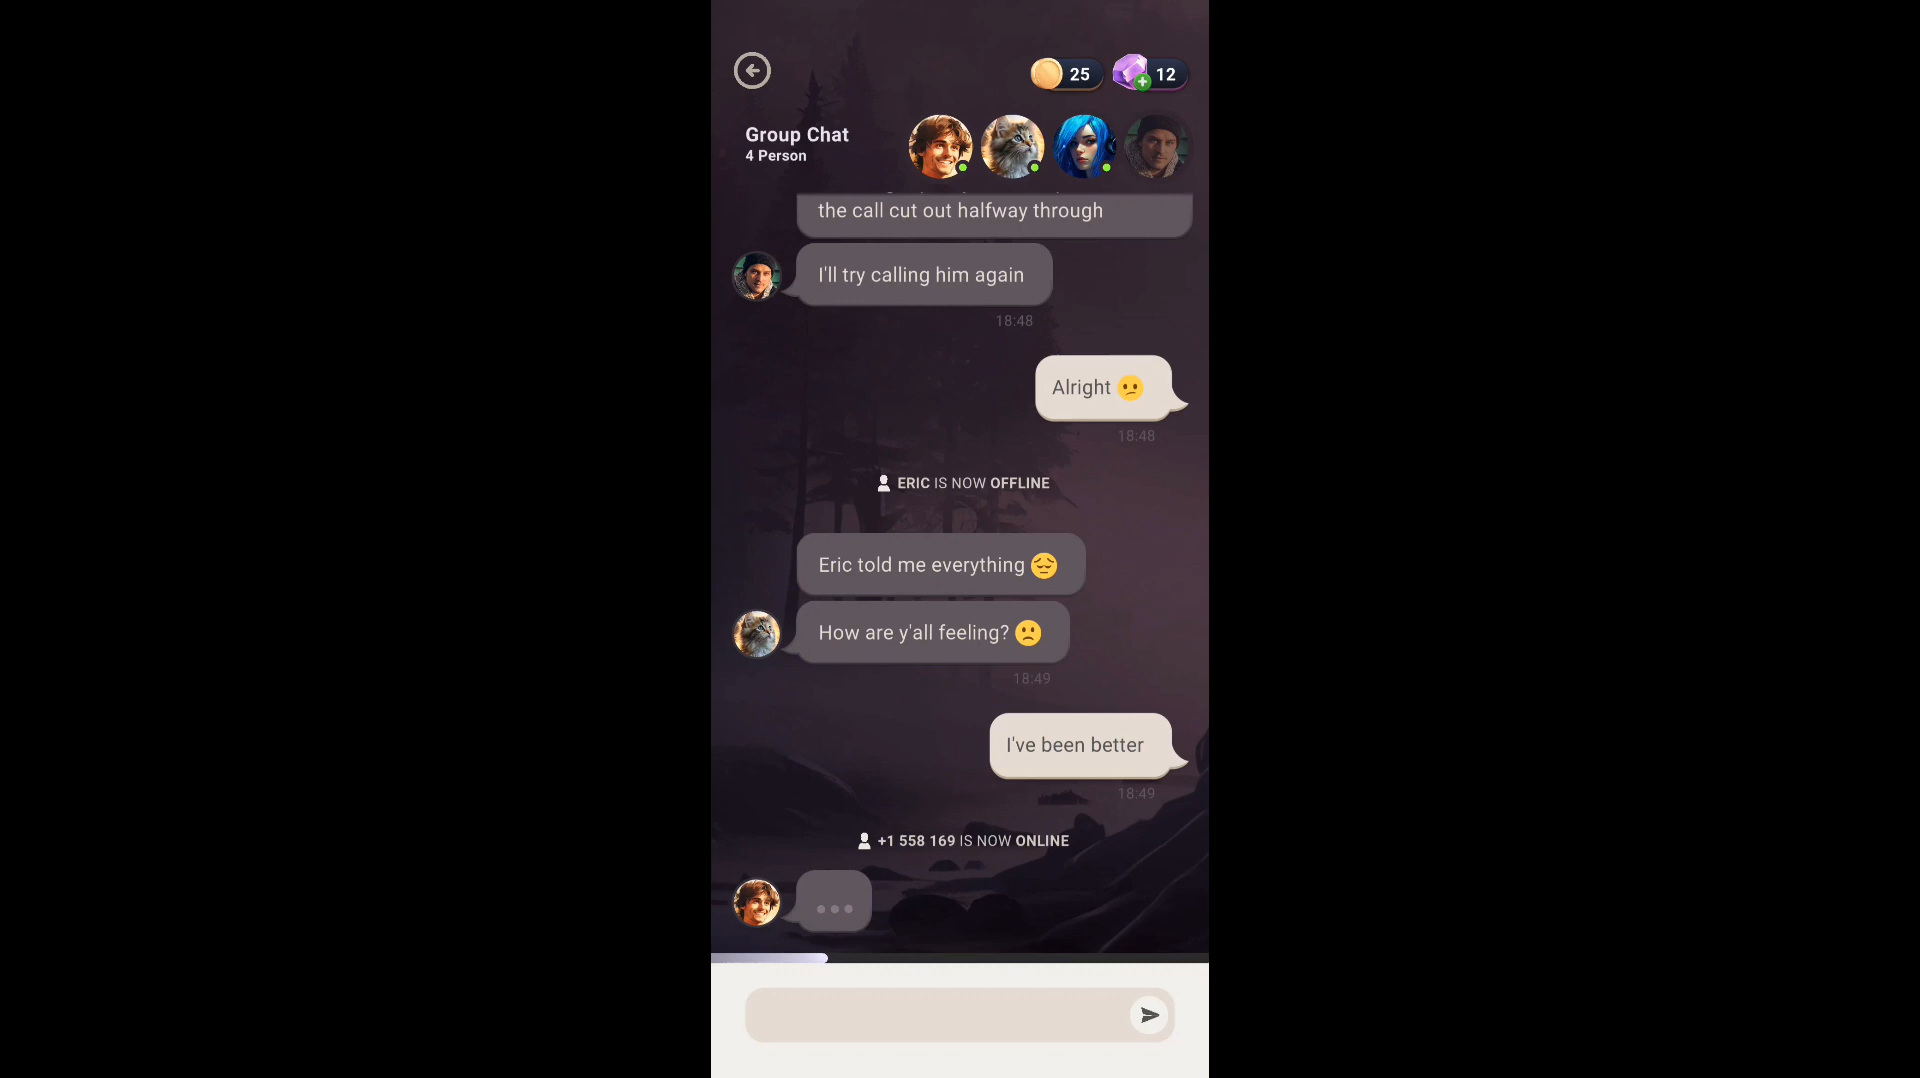 25
12
Group Chat
4 Person
the call cut out halfway through
I'll try calling him again
18:48
Alright
18:48
ERIC IS NOW OFFLINE
Eric told me everything
How are y'all feeling?
18:49
I've been better
18:49
+1 558 169 IS NOW ONLINE